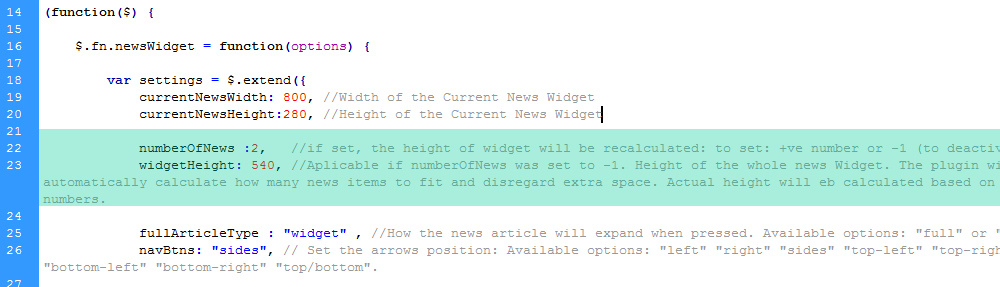 14 (function($) {
15
16 $.fn.newsWidget = function(options) {
17
18 var settings = $.extend({
19 currentNewsWidth: 800, //Width of the Current News Widget
20 currentNewsHeight:280, //Height of the Current News Widget
21
22 numberOfNews :2, //if set, the height of widget will be recalculated: to set: +ve number or -1 (to
23 widgetHeight: 540, //Aplicable if numberOfNews was set to -1. Height of the whole news Widget. The plugin
automatically calculate how many news items to fit and disregard extra space. Actual height will eb calculated based on
numbers.
24
25 fullArticleType : "widget" , //How the news article will expand when pressed. Available options: "full" or "
26 navBtns: "sides", // Set the arrows position: Available options: "left" "right" "sides" "top-left"
"bottom-left" "bottom-right" "top/bottom".
27